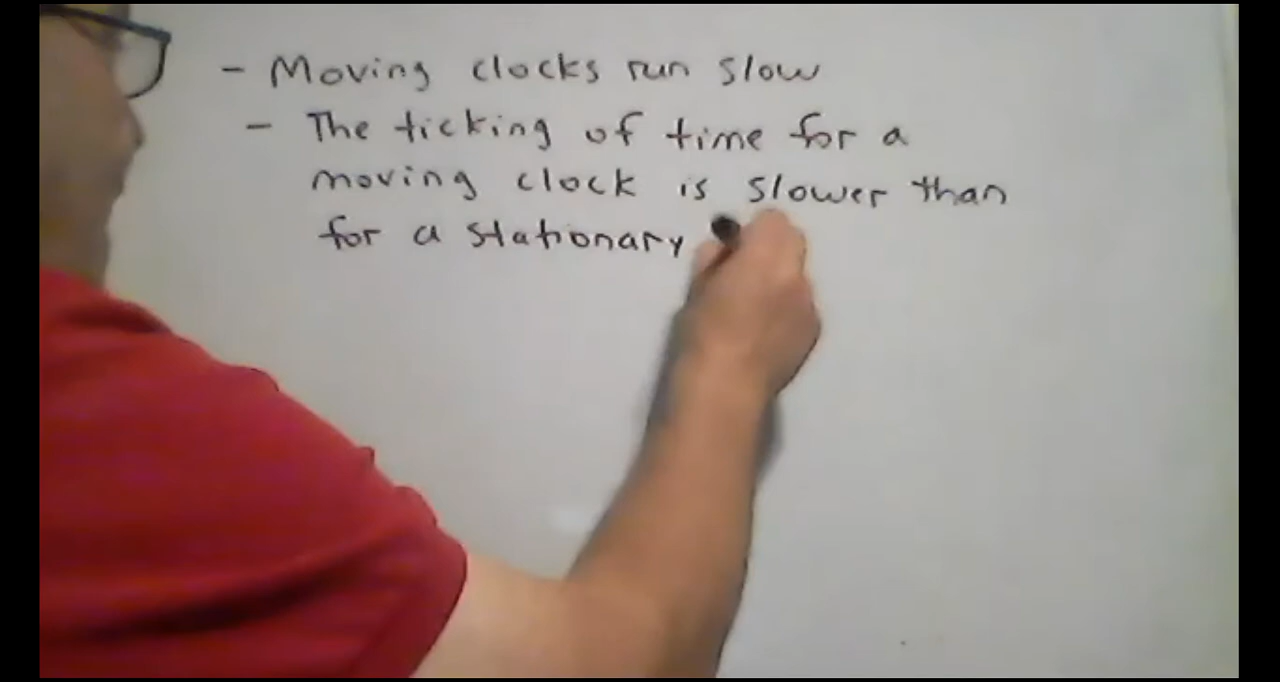 - Moving clocks run slow
- The ticking of time for a
moving clock is slower than
for a stationary